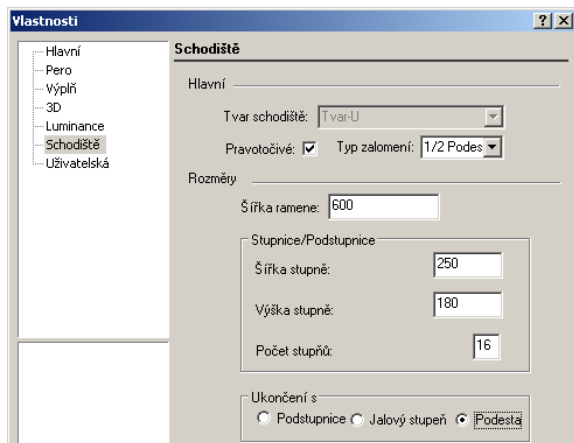 Vlastnosti
Hlavní
Pero
Výplň
3D
Luminance
Schodiště
Uživatelská
Schodiště
Hlavní
Tvar schodiště: Tvar-U
Pravotočivé: Typ zalomení: 1/2 Podes
Rozměry
Šířka ramene: 600
Stupnice/Podstupnice
Šířka stupně: 250
Výška stupně: 180
Počet stupňů: 16
Ukončení s
Podstupnice Jalový stupeň Podesta